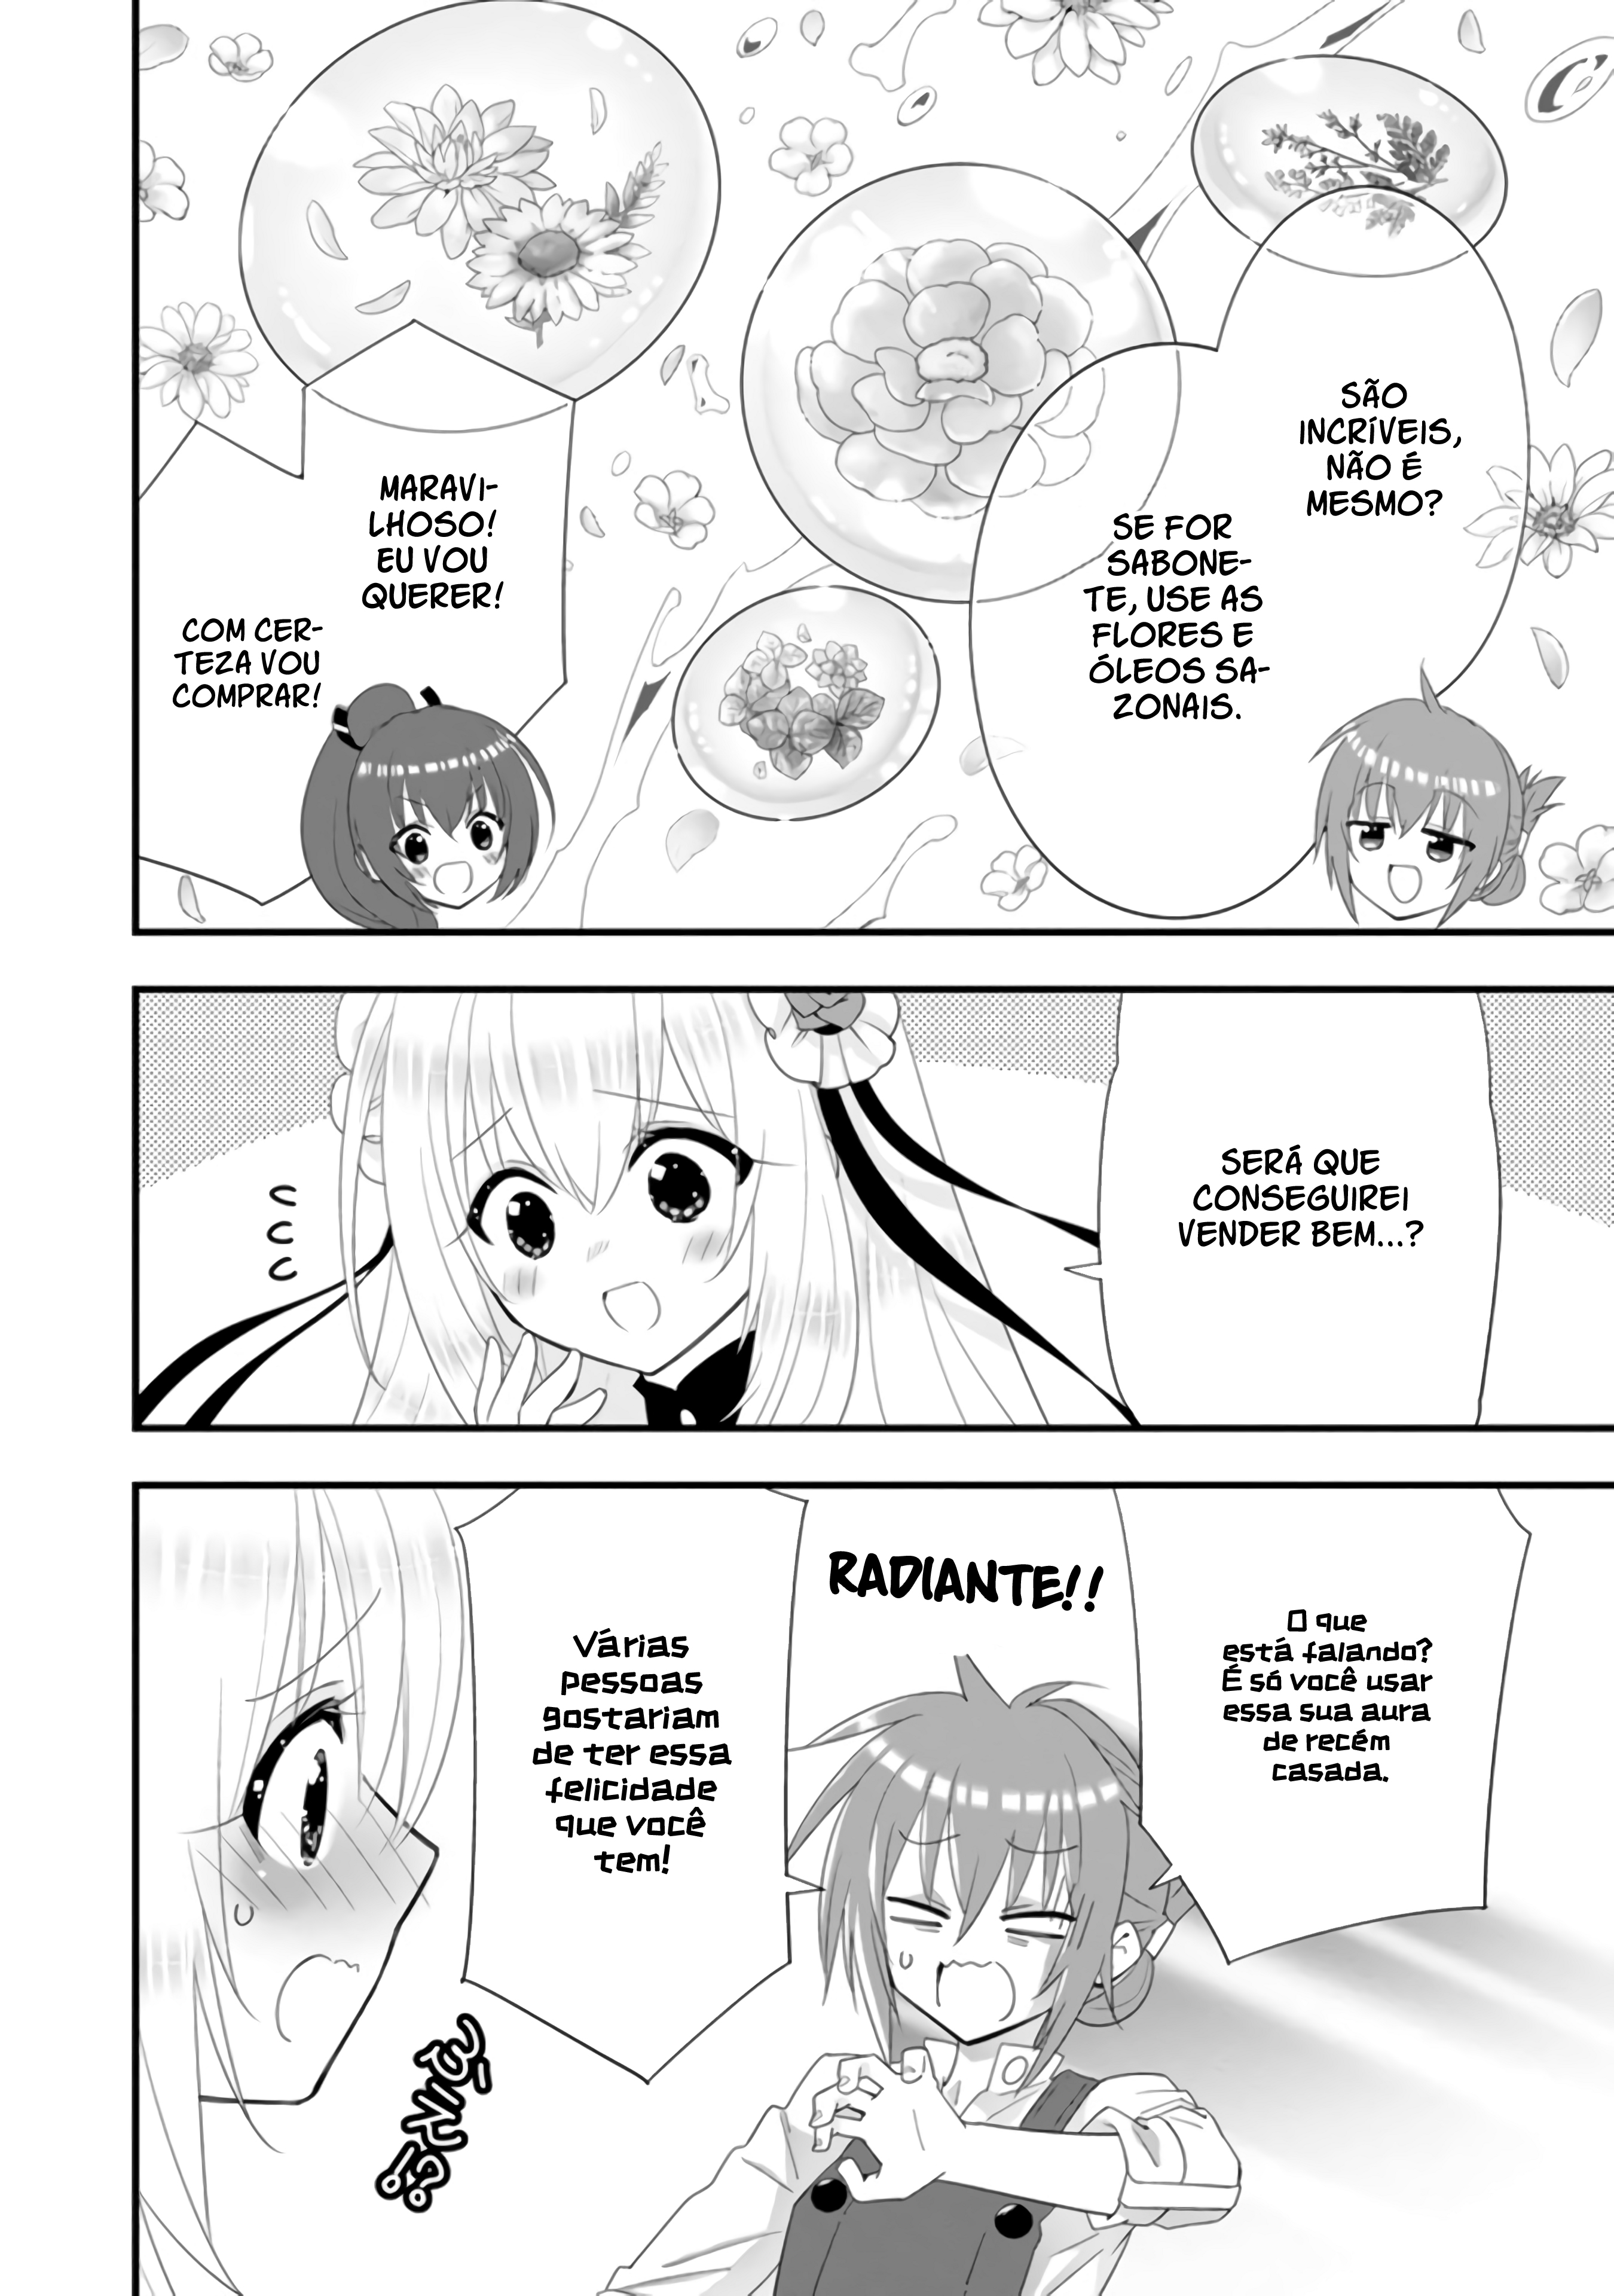 SÃO
INCRÍVEIS,
NÃO É
MESMO?
SE FOR
SABONE-
TE, USE AS
FLORES E
ÓLEOS SA-
ZONAIS.
MARAVI-
LHOSO!
EU VOU
QUERER!
COM CER-
TEZA VOU
COMPRAR!
SERÁ QUE
CONSEGUIREI
VENDER BEM...?
O que
está falando?
É só você usar
essa sua aura
de recém
casada.
RADIANTE!!
Várias
pessoas
gostariam
de ter essa
felicidade
que você
tem!